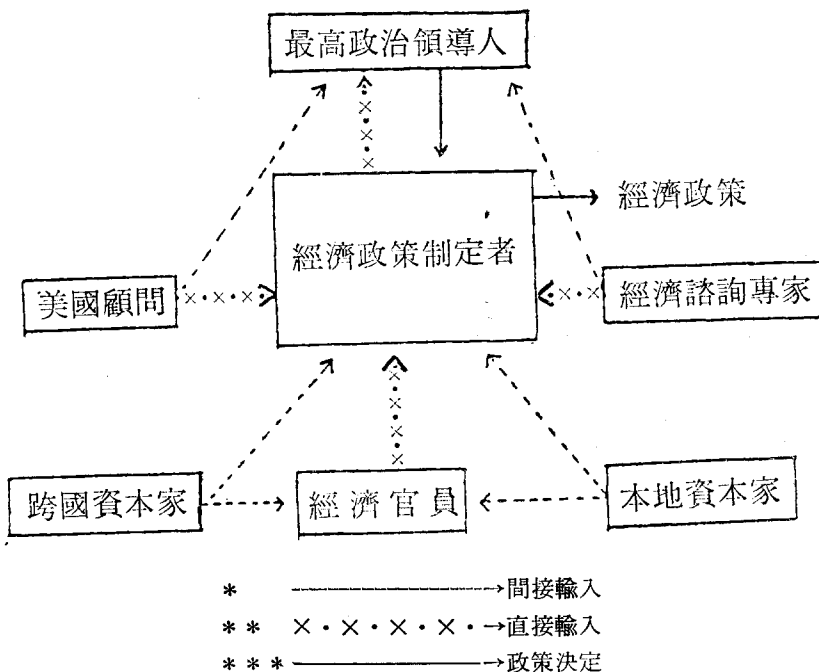 最高政治領導人
經濟政策
經濟政策制定者
美國顧問
經濟諮詢專家
跨國資本家
經濟官員
本地資本家
* 間接輸入
** 直接輸入
*** 政策決定